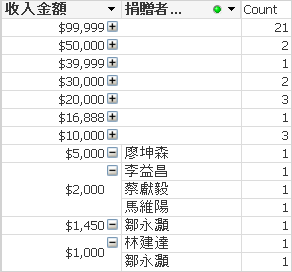 收入金額 捐贈者... Count
$99,999 21
$50,000 2
$39,999 1
$30,000 2
$20,000 3
$16,888 1
$10,000 3
$5,000 廖坤森 1
李益昌 1
$2,000 蔡獻毅 1
馬維陽 1
$1,450 鄒永灝 1
$1,000 林建達 1
鄒永灝 1